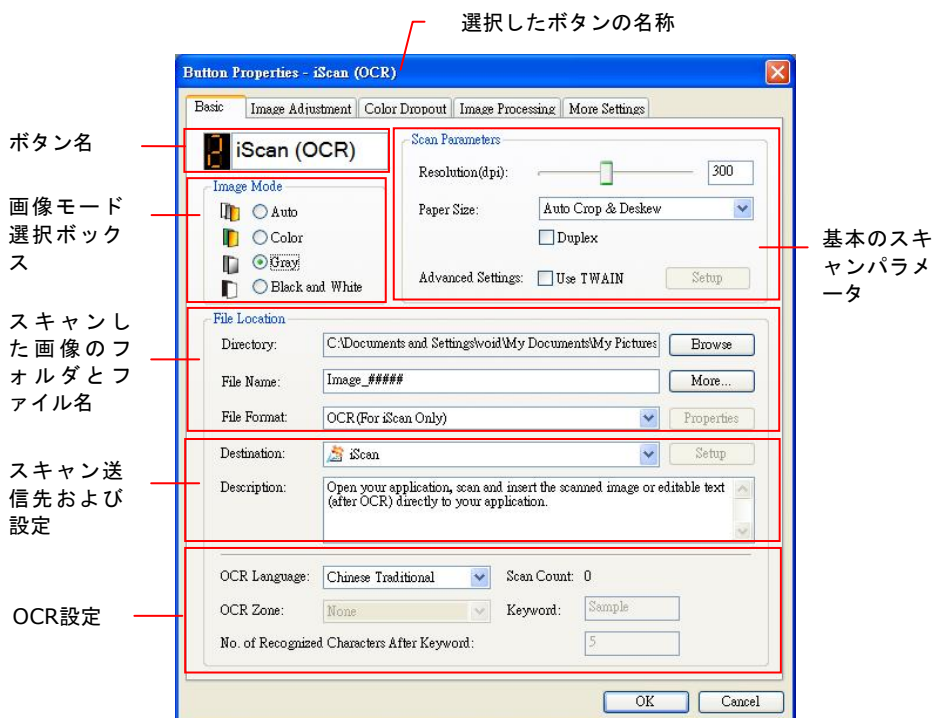 選択したボタンの名称
Button Properties - iScan (OCR)
Basic
Image Adjustment
Color Dropout
Image Processing
More Settings
ボタン名
2 iScan (OCR)
画像モード
選択ボック
ス
Image Mode
Auto
Color
Gray
Black and White
Scan Parameters
Resolution(dpi):
300
Paper Size:
Auto Crop & Deskew
Duplex
Advanced Settings:
Use TWAIN
Setup
基本のスキ
ャンパラメ
ータ
スキャンし
た画像のフ
ォルダとフ
ァイル名
File Location
Directory:
C:\Documents and Settings\void\My Documents\My Pictures
Browse
File Name:
Image_#####
More...
File Format:
OCR(For iScan Only)
Properties
スキャン送
信先および
設定
Destination:
iScan
Setup
Description:
Open your application, scan and insert the scanned image or editable text
(after OCR) directly to your application.
OCR設定
OCR Language:
Chinese Traditional
Scan Count: 0
OCR Zone:
None
Keyword:
Sample
No. of Recognized Characters After Keyword:
5
OK
Cancel